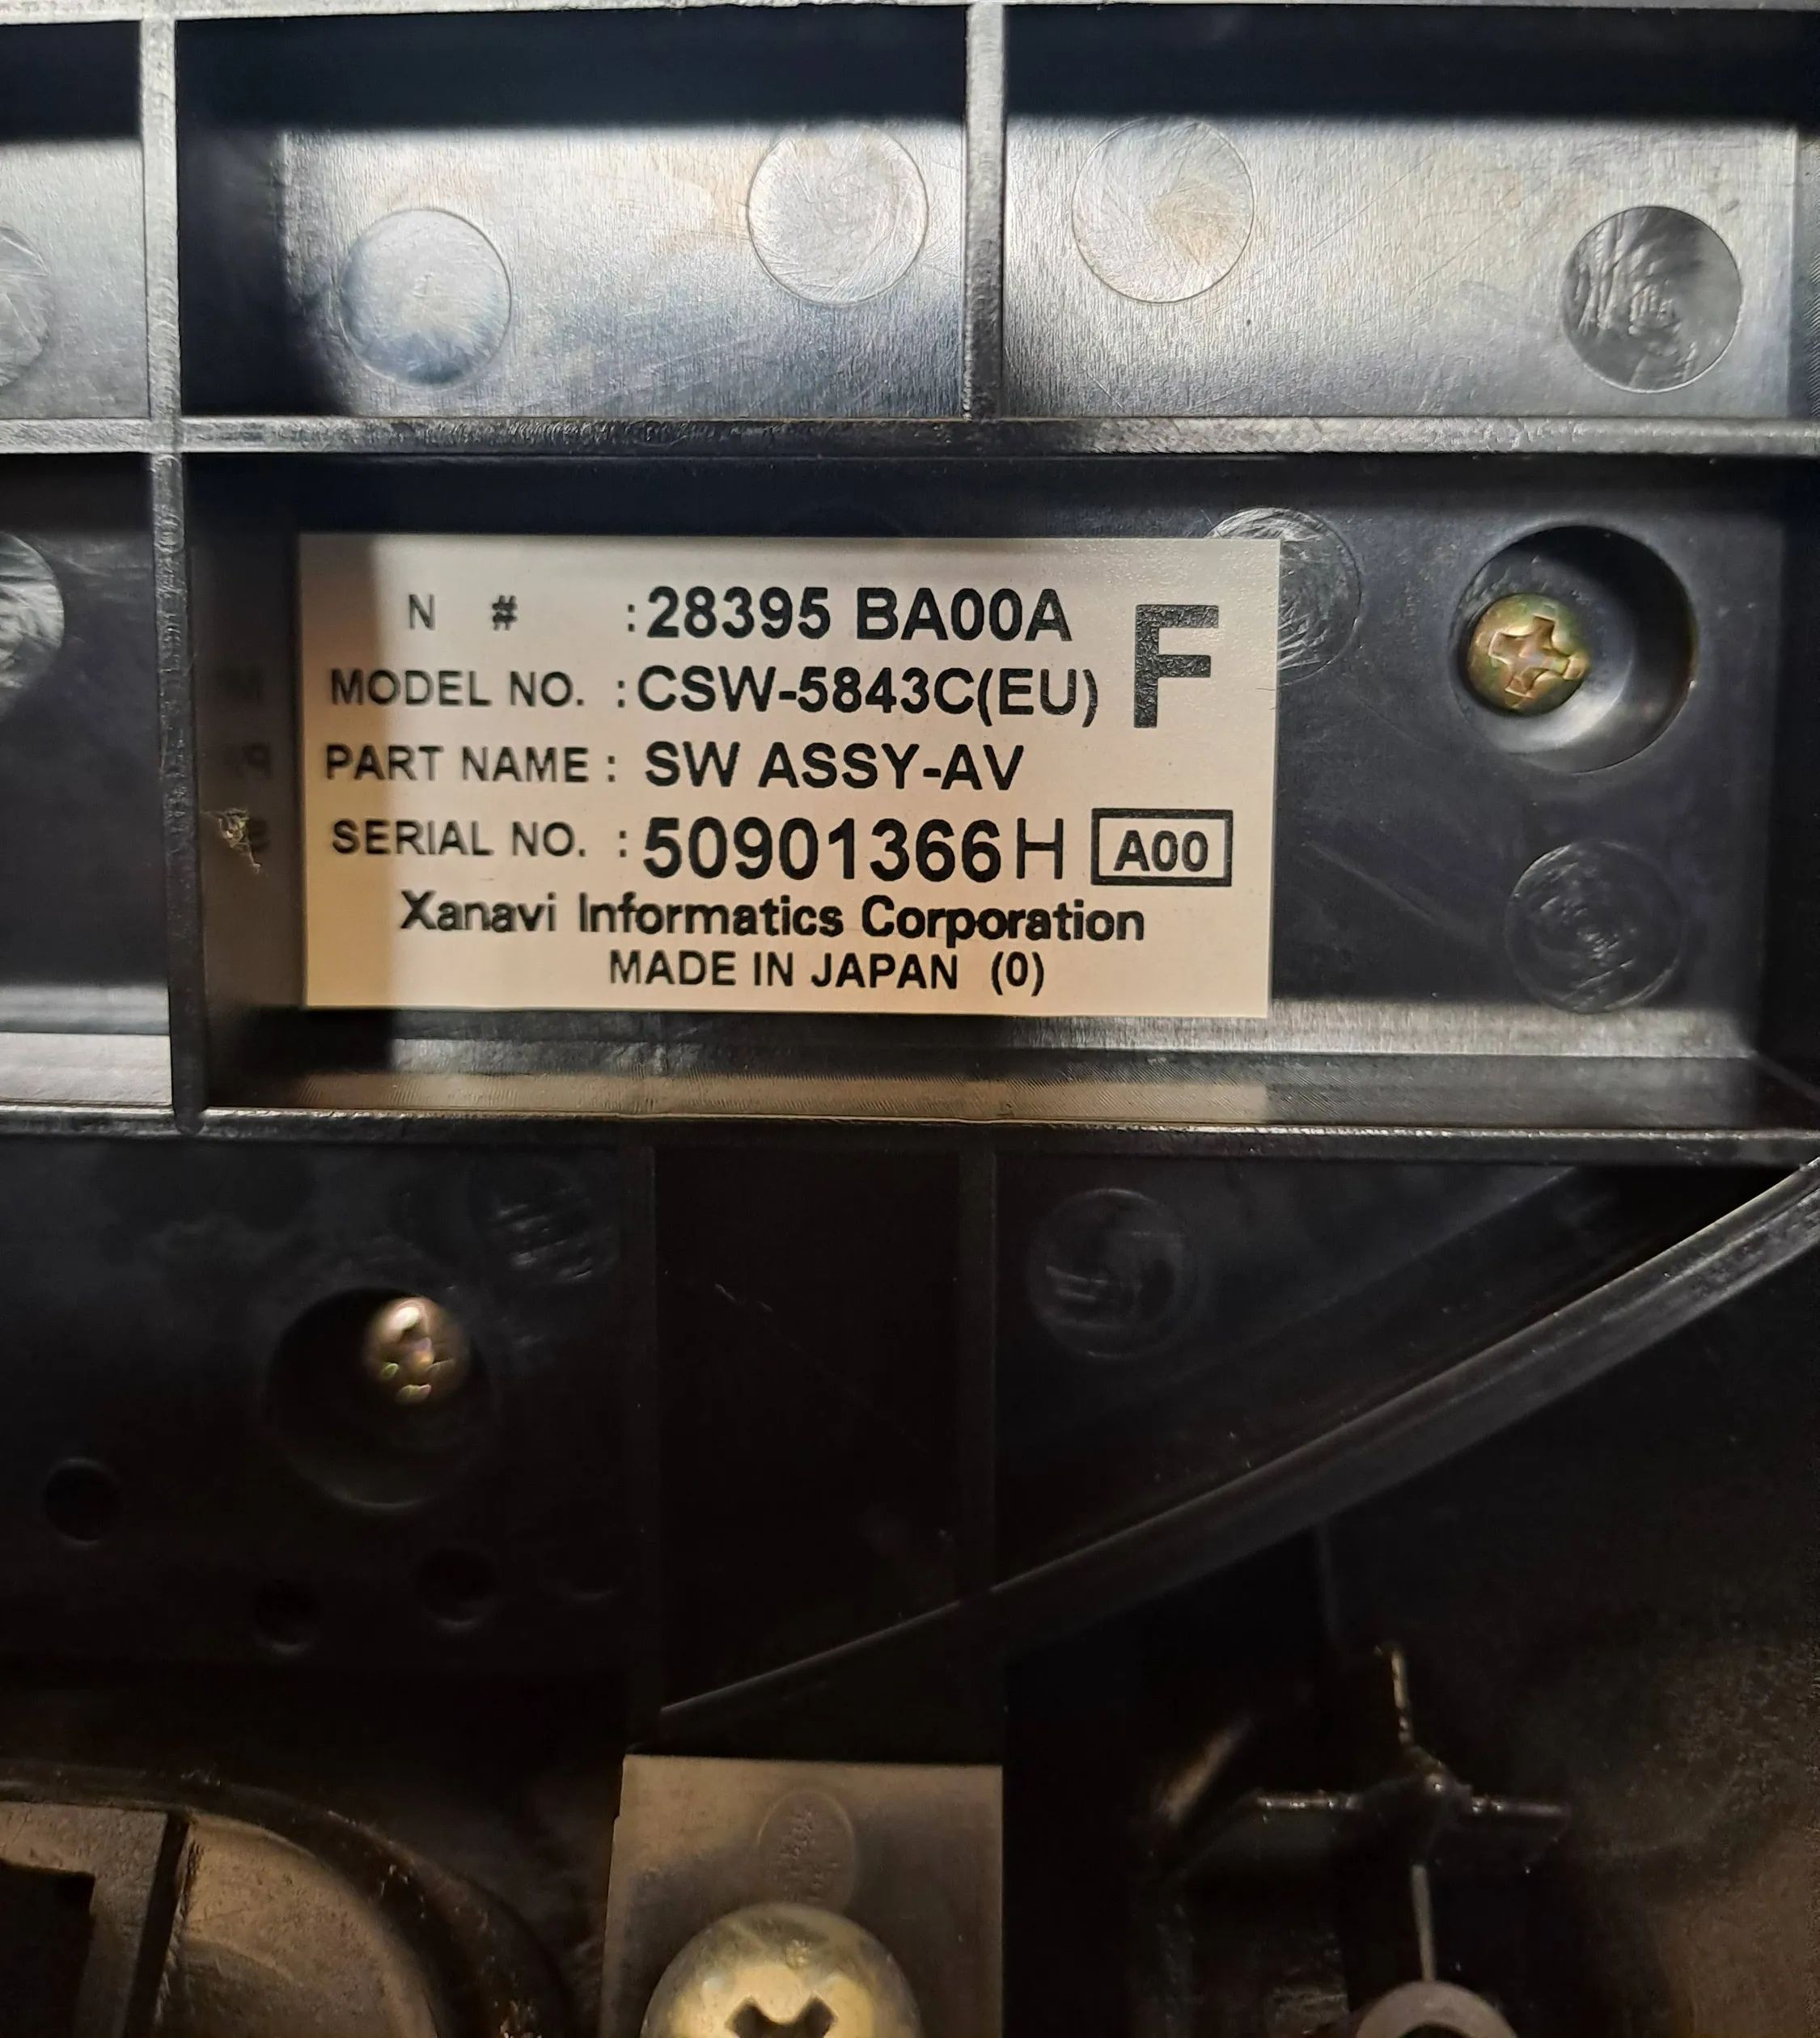 N # :28395 BA00A F
MODEL NO. :CSW-5843C(EU)
PART NAME : SW ASSY-AV
SERIAL NO. :50901366H A00
Xanavi Informatics Corporation
MADE IN JAPAN (0)